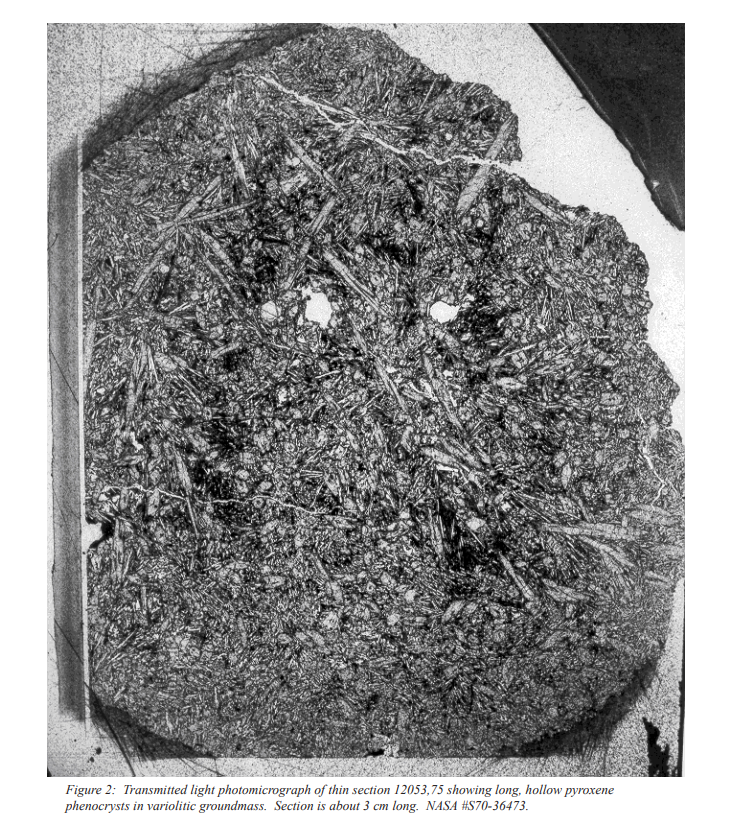 Figure 2:  Transmitted light photomicrograph of thin section 12053,75 showing long, hollow pyroxene
phenocrysts in variolitic groundmass.  Section is about 3 cm long.  NASA #S70-36473.